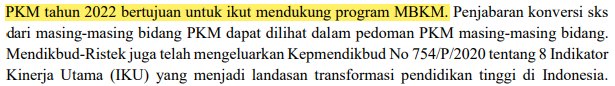 PKM tahun 2022 bertujuan untuk ikut mendukung program MBKM. Penjabaran konversi sks
dari masing-masing bidang PKM dapat dilihat dalam pedoman PKM masing-masing bidang.
Mendikbud-Ristek juga telah mengeluarkan Kepmendikbud No 754/P/2020 tentang 8 Indikator
Kinerja Utama (IKU) yang menjadi landasan transformasi pendidikan tinggi di Indonesia.